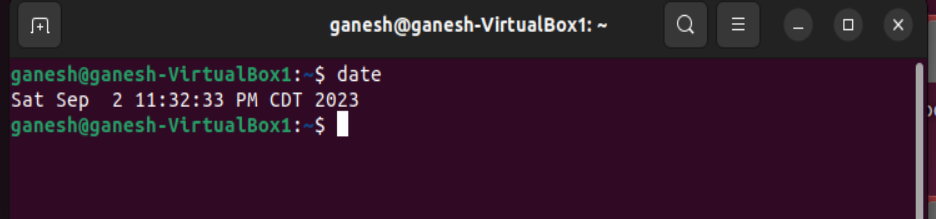 ganesh@ganesh-VirtualBox1: ~
ganesh@ganesh-VirtualBox1:~$ date
Sat Sep  2 11:32:33 PM CDT 2023
ganesh@ganesh-VirtualBox1:~$